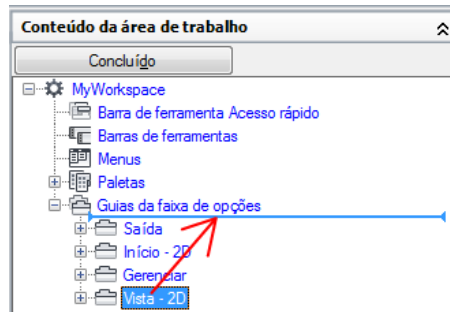 Conteúdo da área de trabalho
Concluído
MyWorkspace
Barra de ferramenta Acesso rápido
Barras de ferramentas
Menus
Paletas
Guias da faixa de opções
Saída
Início - 2D
Gerenciar
Vista - 2D